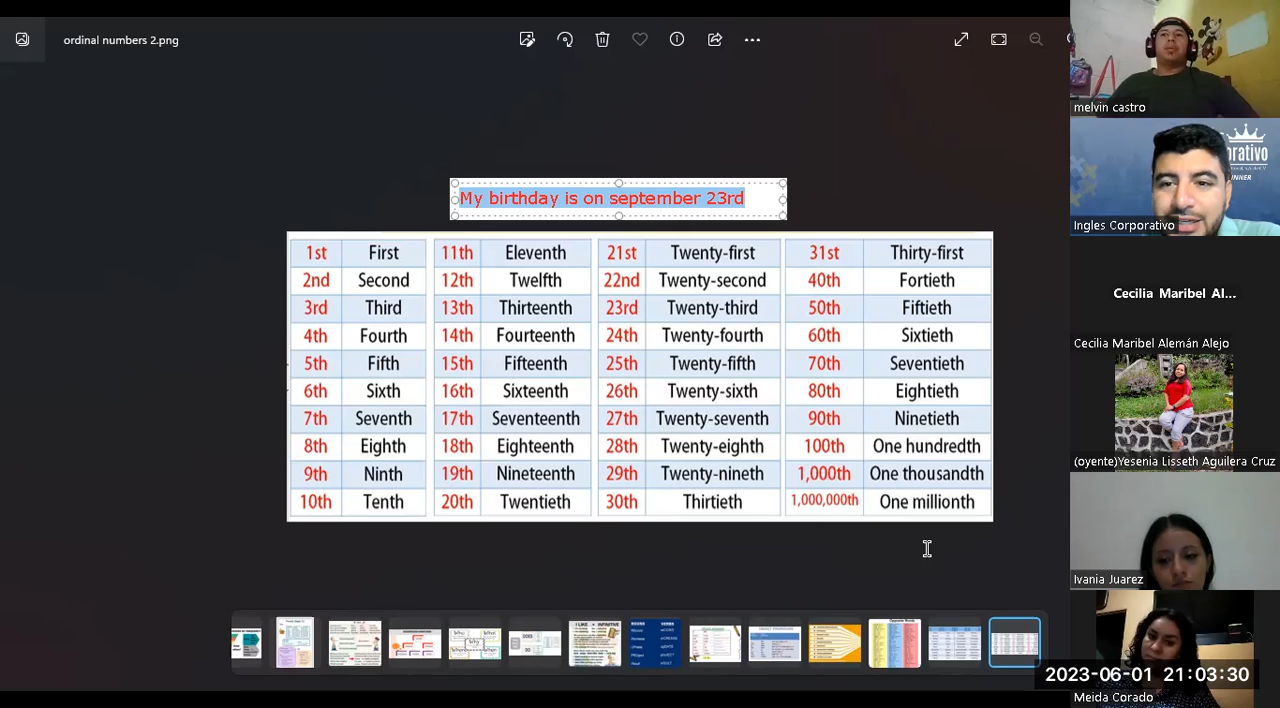 ordinal numbers 2.png
My birthday is on september 23rd
1st First 11th Eleventh 21st Twenty-first 31st Thirty-first
2nd Second 12th Twelfth 22nd Twenty-second 40th Fortieth
3rd Third 13th Thirteenth 23rd Twenty-third 50th Fiftieth
4th Fourth 14th Fourteenth 24th Twenty-fourth 60th Sixtieth
5th Fifth 15th Fifteenth 25th Twenty-fifth 70th Seventieth
6th Sixth 16th Sixteenth 26th Twenty-sixth 80th Eightieth
7th Seventh 17th Seventeenth 27th Twenty-seventh 90th Ninetieth
8th Eighth 18th Eighteenth 28th Twenty-eighth 100th One hundredth
9th Ninth 19th Nineteenth 29th Twenty-nineth 1,000th One thousandth
10th Tenth 20th Twentieth 30th Thirtieth 1,000,000th One millionth
melvin castro
orativo
NNER
Ingles Corporativo
Cecilia Maribel Al...
Cecilia Maribel Alemán Alejo
(oyente)Yesenia Lisseth Aguilera Cruz
Ivania Juarez
2023-06-01 21:03:30
Meida Corado